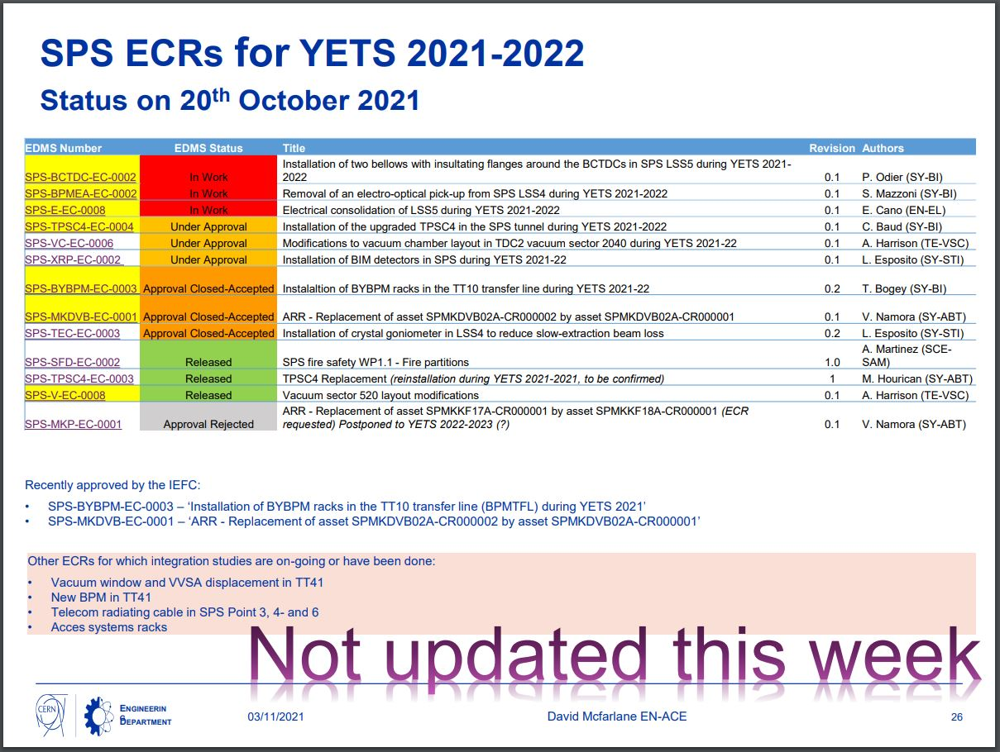 SPS ECRs for YETS 2021-2022
Status on 20th October 2021
EDMS Number EDMS Status Title Revision Authors
SPS-BCTDC-EC-0002 In Work Installation of two bellows with insultating flanges around the BCTDCs in SPS LSS5 during YETS 2021-
2022 0.1 P. Odier (SY-BI)
SPS-BPMEA-EC-0002 In Work Removal of an electro-optical pick-up from SPS LSS4 during YETS 2021-2022 0.1 S. Mazzoni (SY-BI)
SPS-E-EC-0008 In Work Electrical consolidation of LSS5 during YETS 2021-2022 0.1 E. Cano (EN-EL)
SPS-TPSC4-EC-0004 Under Approval Installation of the upgraded TPSC4 in the SPS tunnel during YETS 2021-2022 0.1 C. Baud (SY-BI)
SPS-VC-EC-0006 Under Approval Modifications to vacuum chamber layout in TDC2 vacuum sector 2040 during YETS 2021-22 0.1 A. Harrison (TE-VSC)
SPS-XRP-EC-0002 Under Approval Installation of BIM detectors in SPS during YETS 2021-22 0.1 L. Esposito (SY-STI)
SPS-BYBPM-EC-0003 Approval Closed-Accepted Instalaltion of BYBPM racks in the TT10 transfer line during YETS 2021-22 0.2 T. Bogey (SY-BI)
SPS-MKDVB-EC-0001 Approval Closed-Accepted ARR - Replacement of asset SPMKDVB02A-CR000002 by asset SPMKDVB02A-CR000001 0.1 V. Namora (SY-ABT)
SPS-TEC-EC-0003 Approval Closed-Accepted Installation of crystal goniometer in LSS4 to reduce slow-extraction beam loss 0.2 L. Esposito (SY-STI)
SPS-SFD-EC-0002 Released SPS fire safety WP1.1 - Fire partitions 1.0 A. Martinez (SCE-
SAM)
SPS-TPSC4-EC-0003 Released TPSC4 Replacement (reinstallation during YETS 2021-2021, to be confirmed) 1 M. Hourican (SY-ABT)
SPS-V-EC-0008 Released Vacuum sector 520 layout modifications 0.1 A. Harrison (TE-VSC)
SPS-MKP-EC-0001 Approval Rejected ARR - Replacement of asset SPMKKF17A-CR000001 by asset SPMKKF18A-CR000001 (ECR
requested) Postponed to YETS 2022-2023 (?) 0.1 V. Namora (SY-ABT)
Recently approved by the IEFC:
• SPS-BYBPM-EC-0003 – ‘Installation of BYBPM racks in the TT10 transfer line (BPMTFL) during YETS 2021’
• SPS-MKDVB-EC-0001 – ‘ARR - Replacement of asset SPMKDVB02A-CR000002 by asset SPMKDVB02A-CR000001’
Other ECRs for which integration studies are on-going or have been done:
• Vacuum window and VVSA displacement in TT41
• New BPM in TT41
• Telecom radiating cable in SPS Point 3, 4- and 6
• Acces systems racks
Not updated this week
CERN
ENGINEERIN
G
DEPARTMENT
03/11/2021 David Mcfarlane EN-ACE 26